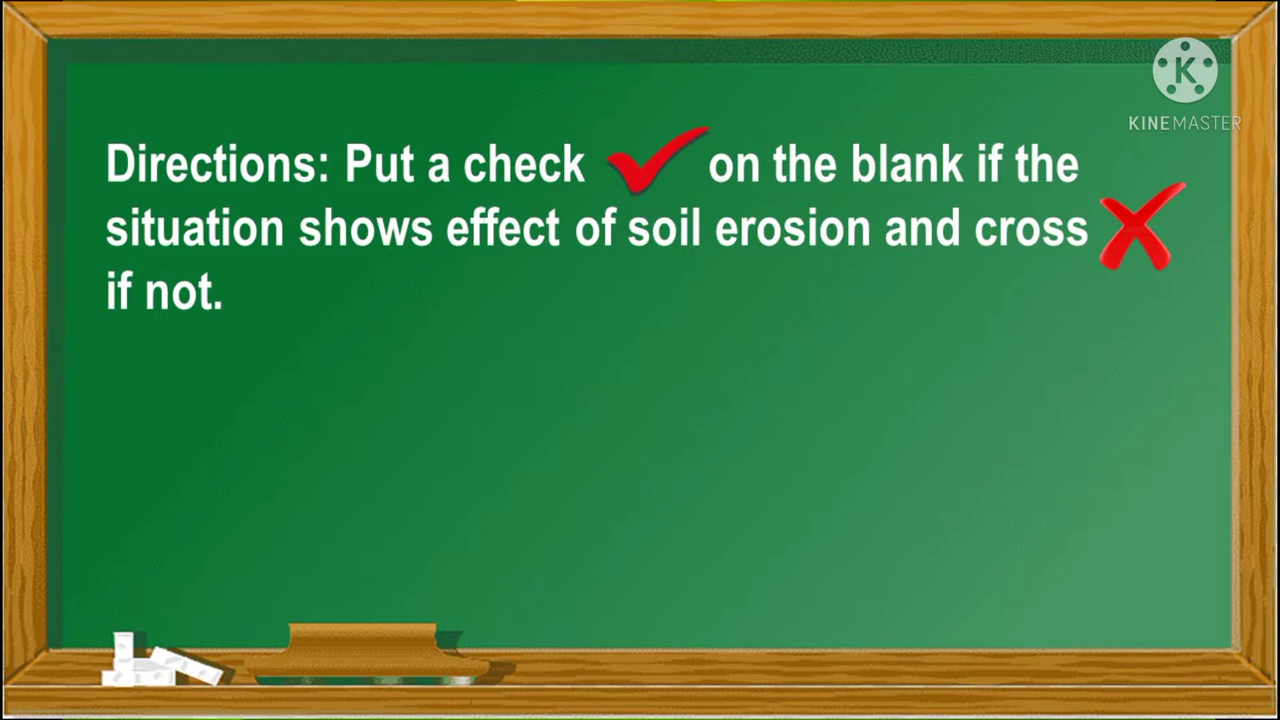 K
KINEMASTER
Directions: Put a check on the blank if the
situation shows effect of soil erosion and cross
if not.